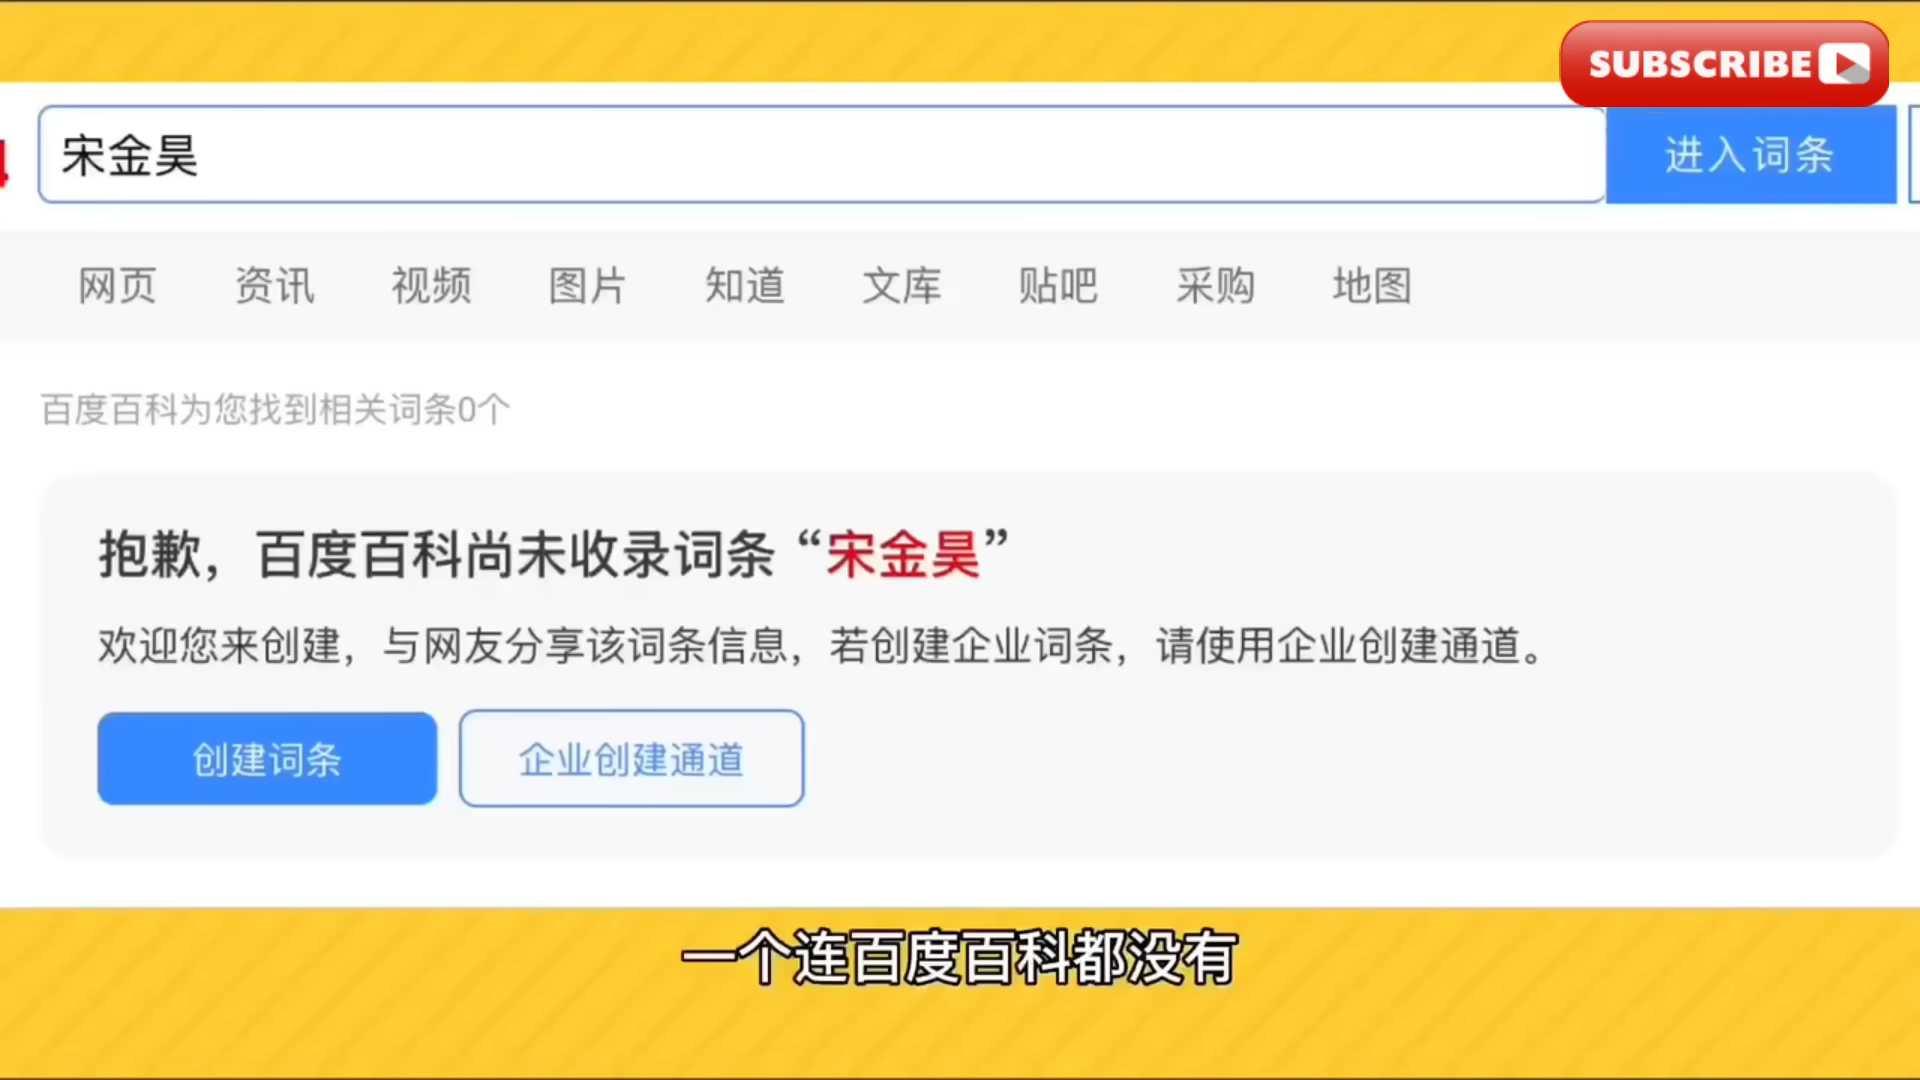 SUBSCRIBE
宋金昊
进入词条
网页 资讯 视频 图片 知道 文库 贴吧 采购 地图
百度百科为您找到相关词条0个
抱歉，百度百科尚未收录词条“宋金昊”
欢迎您来创建，与网友分享该词条信息，若创建企业词条，请使用企业创建通道。
创建词条 企业创建通道
一个连百度百科都没有